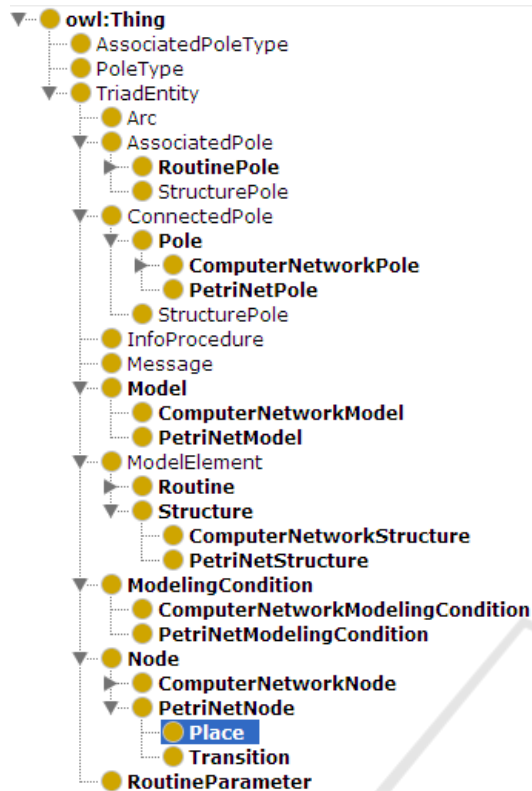 owl:Thing
AssociatedPoleType
PoleType
TriadEntity
Arc
AssociatedPole
RoutinePole
StructurePole
ConnectedPole
Pole
ComputerNetworkPole
PetriNetPole
StructurePole
InfoProcedure
Message
Model
ComputerNetworkModel
PetriNetModel
ModelElement
Routine
Structure
ComputerNetworkStructure
PetriNetStructure
ModelingCondition
ComputerNetworkModelingCondition
PetriNetModelingCondition
Node
ComputerNetworkNode
PetriNetNode
Place
Transition
RoutineParameter